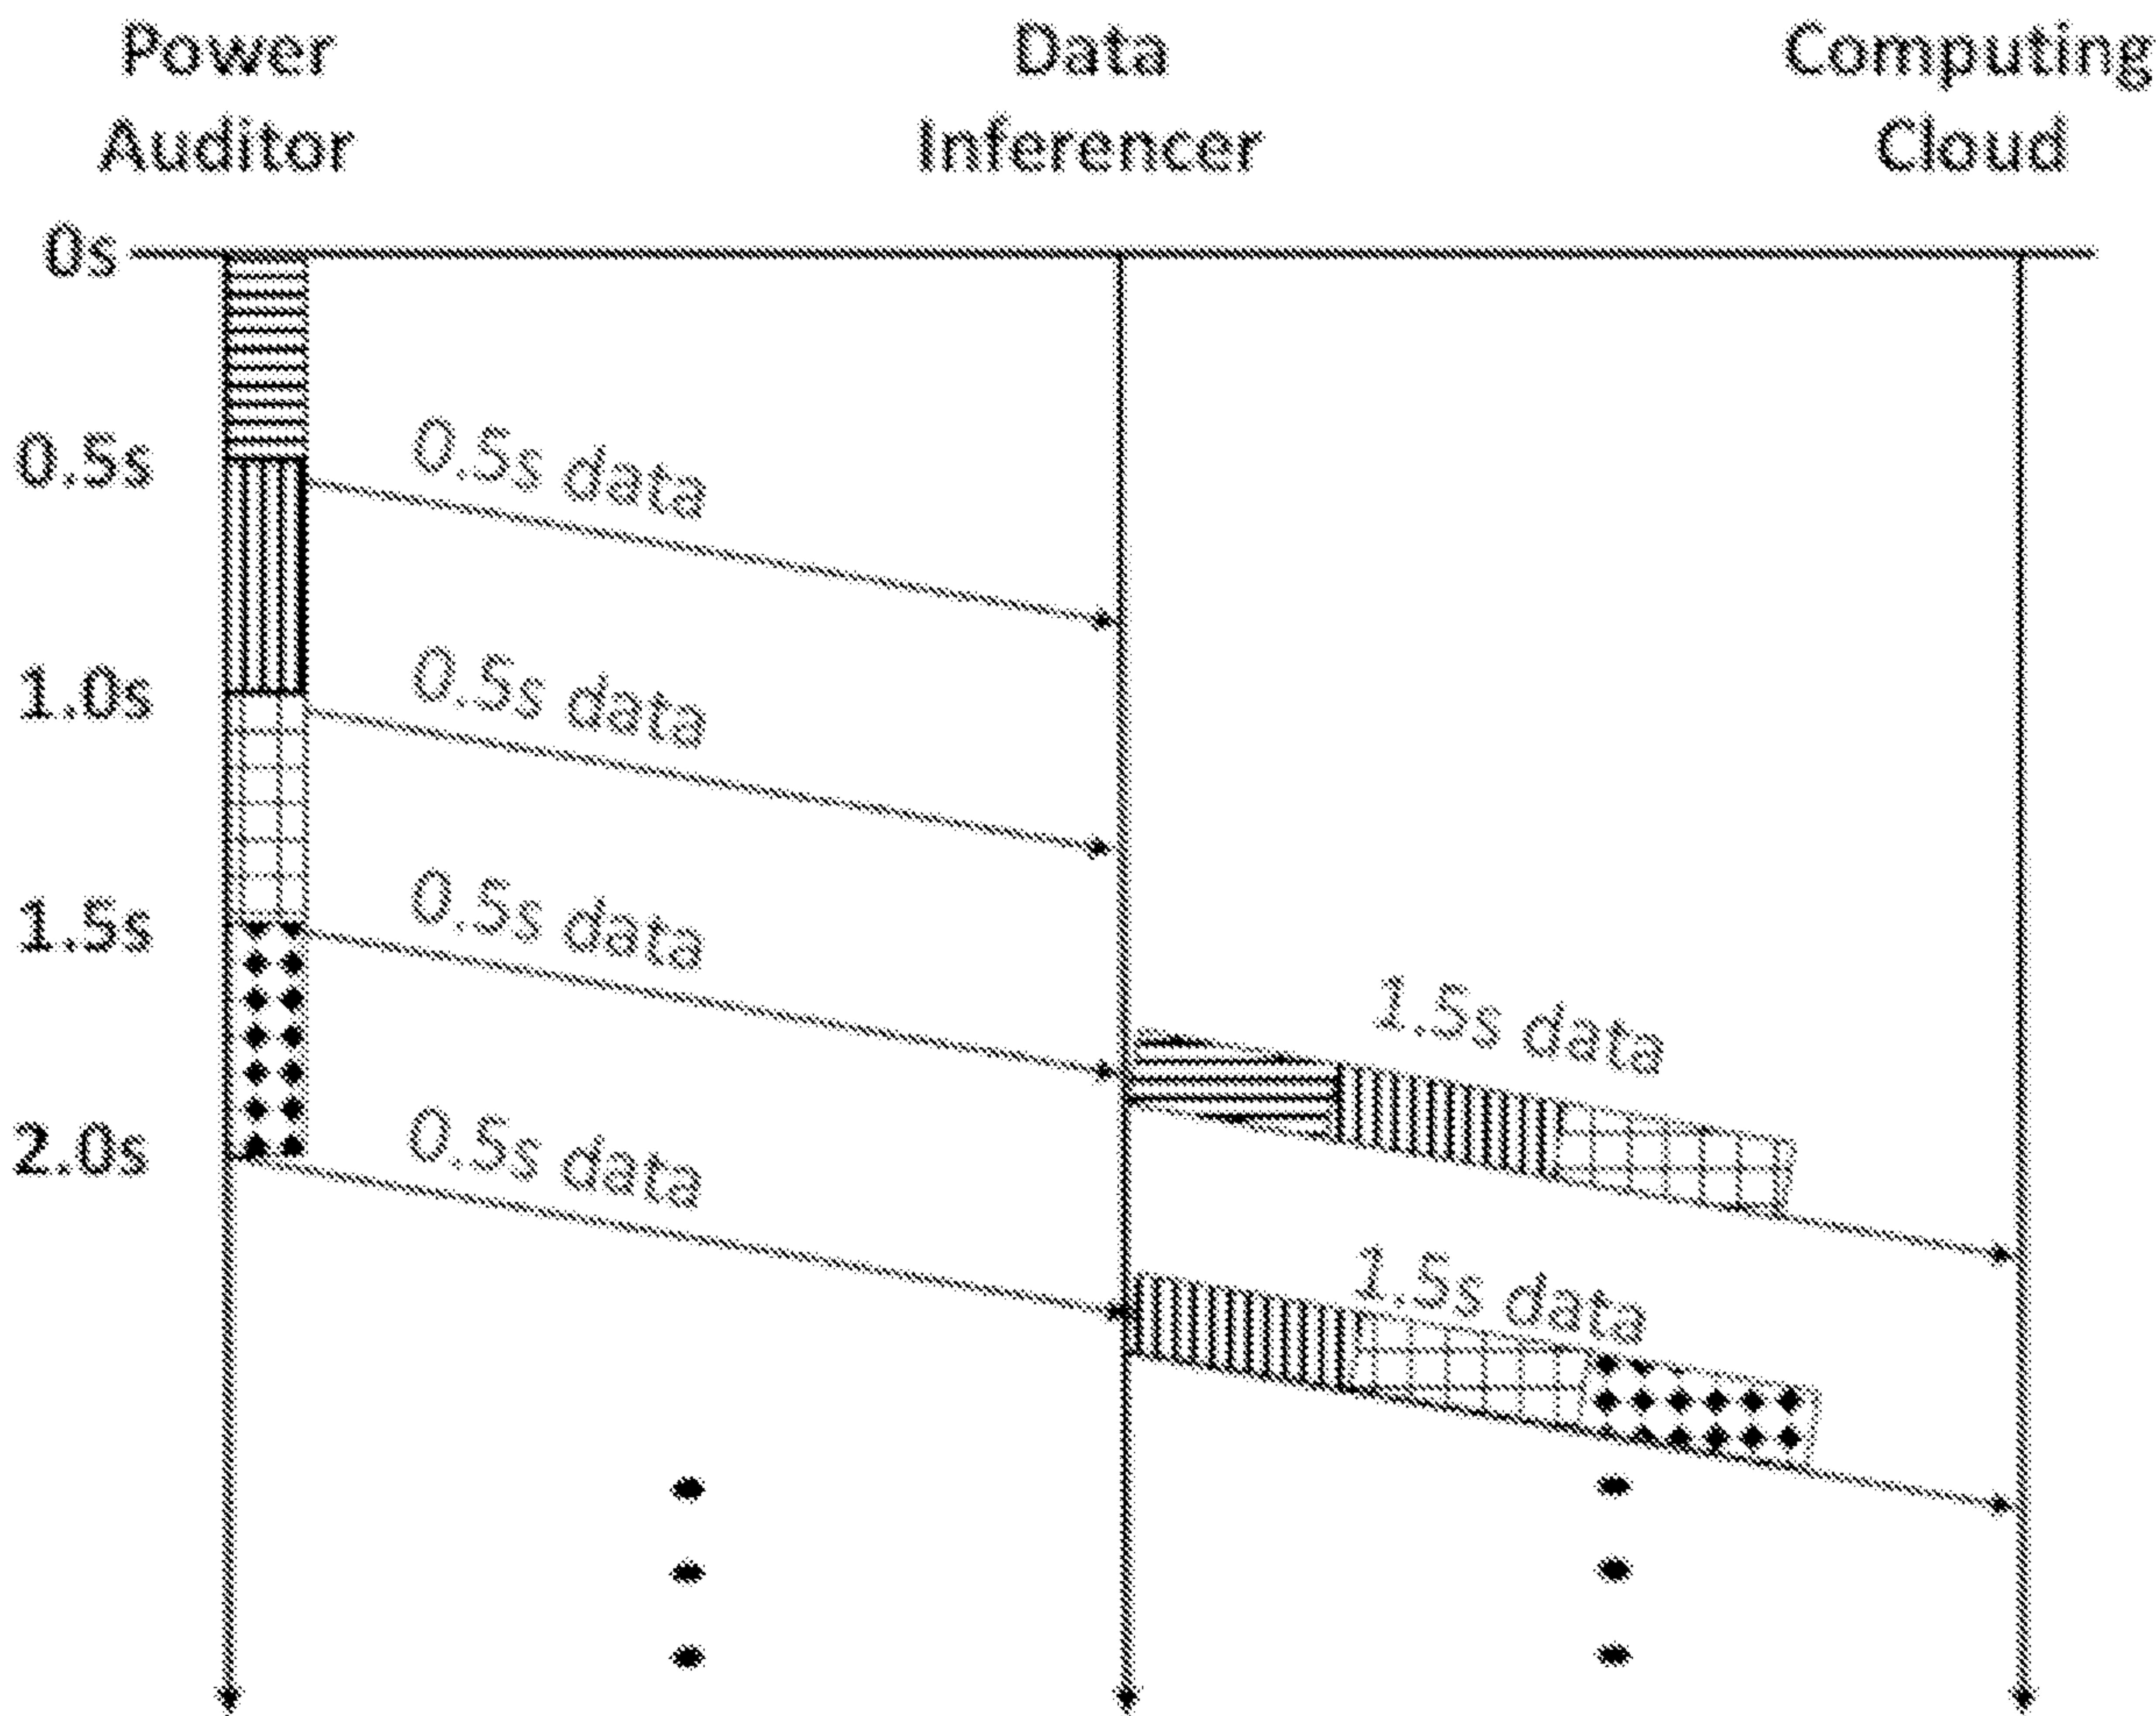 Power
Auditor
Data
Inferencer
Computing
Cloud
0s
0.5s
0.5s data
1.0s
0.5s data
1.5s
0.5s data
1.5s data
2.0s
0.5s data
1.5s data